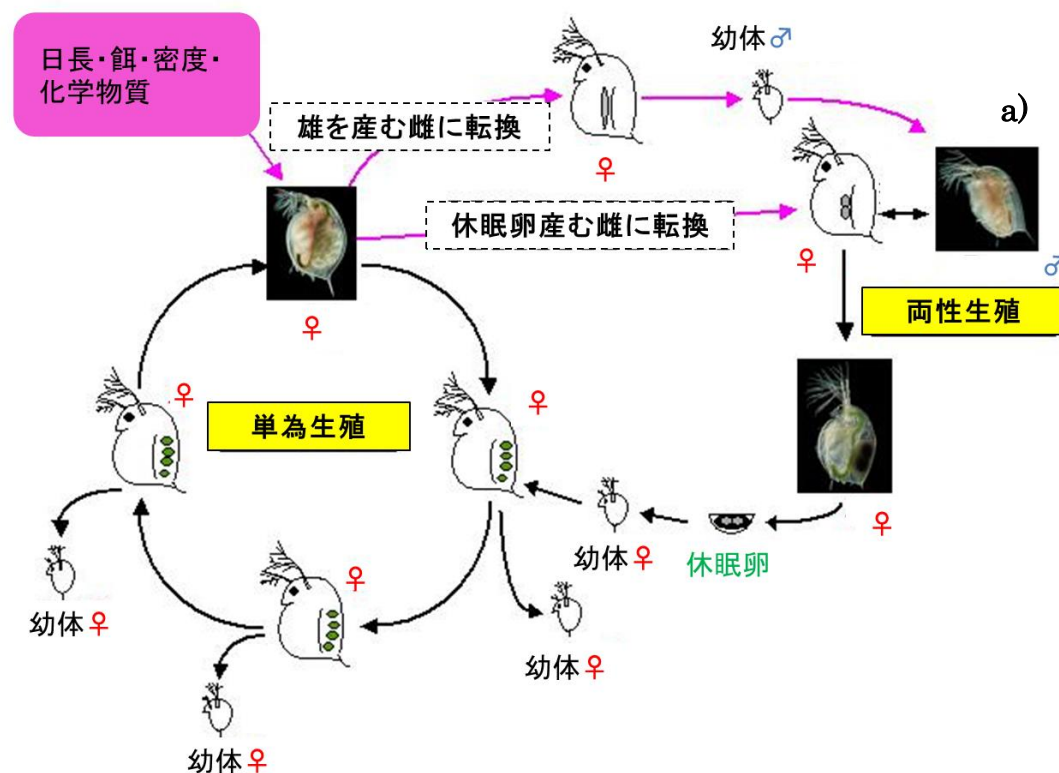 日長・餌・密度・
化学物質
幼体♂
a)
雄を産む雌に転換
♀
休眠卵産む雌に転換
♀
♂
♀
両性生殖
♀
♀
単為生殖
♀
幼体♀
休眠卵
♀
幼体♀
幼体♀
幼体♀